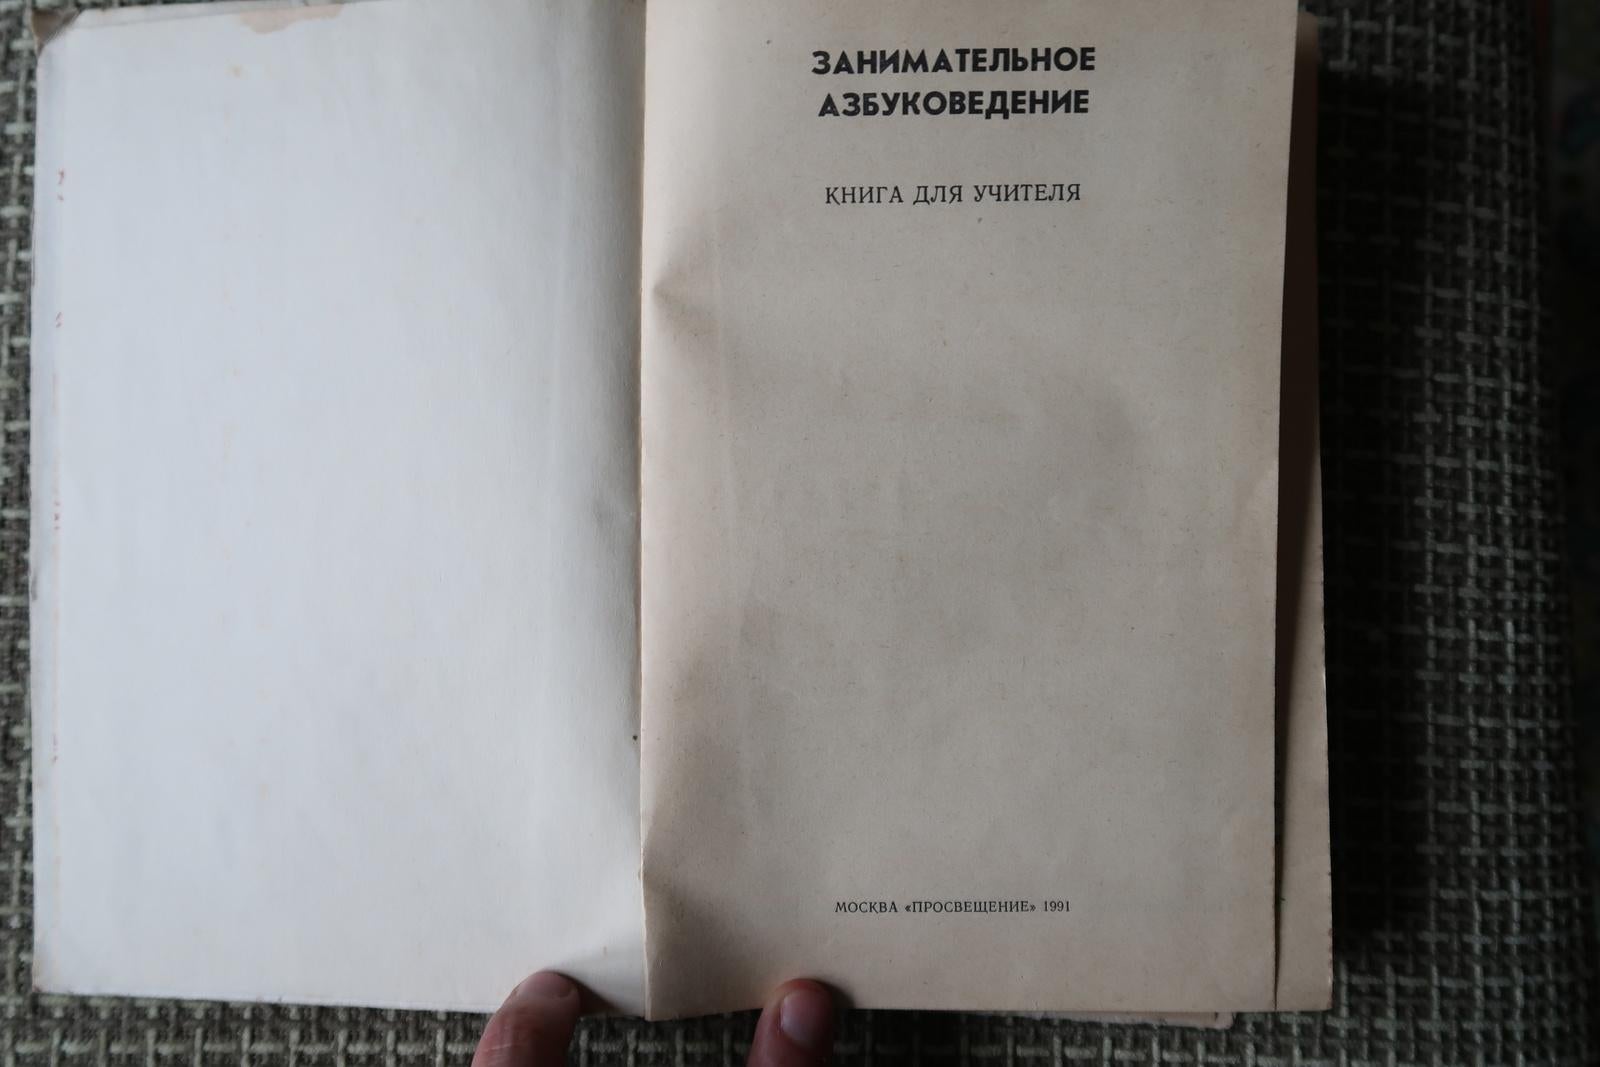 ЗАНИМАТЕЛЬНОЕ
АЗБУКОВЕДЕНИЕ
КНИГА ДЛЯ УЧИТЕЛЯ
МОСКВА «ПРОСВЕЩЕНИЕ» 1991